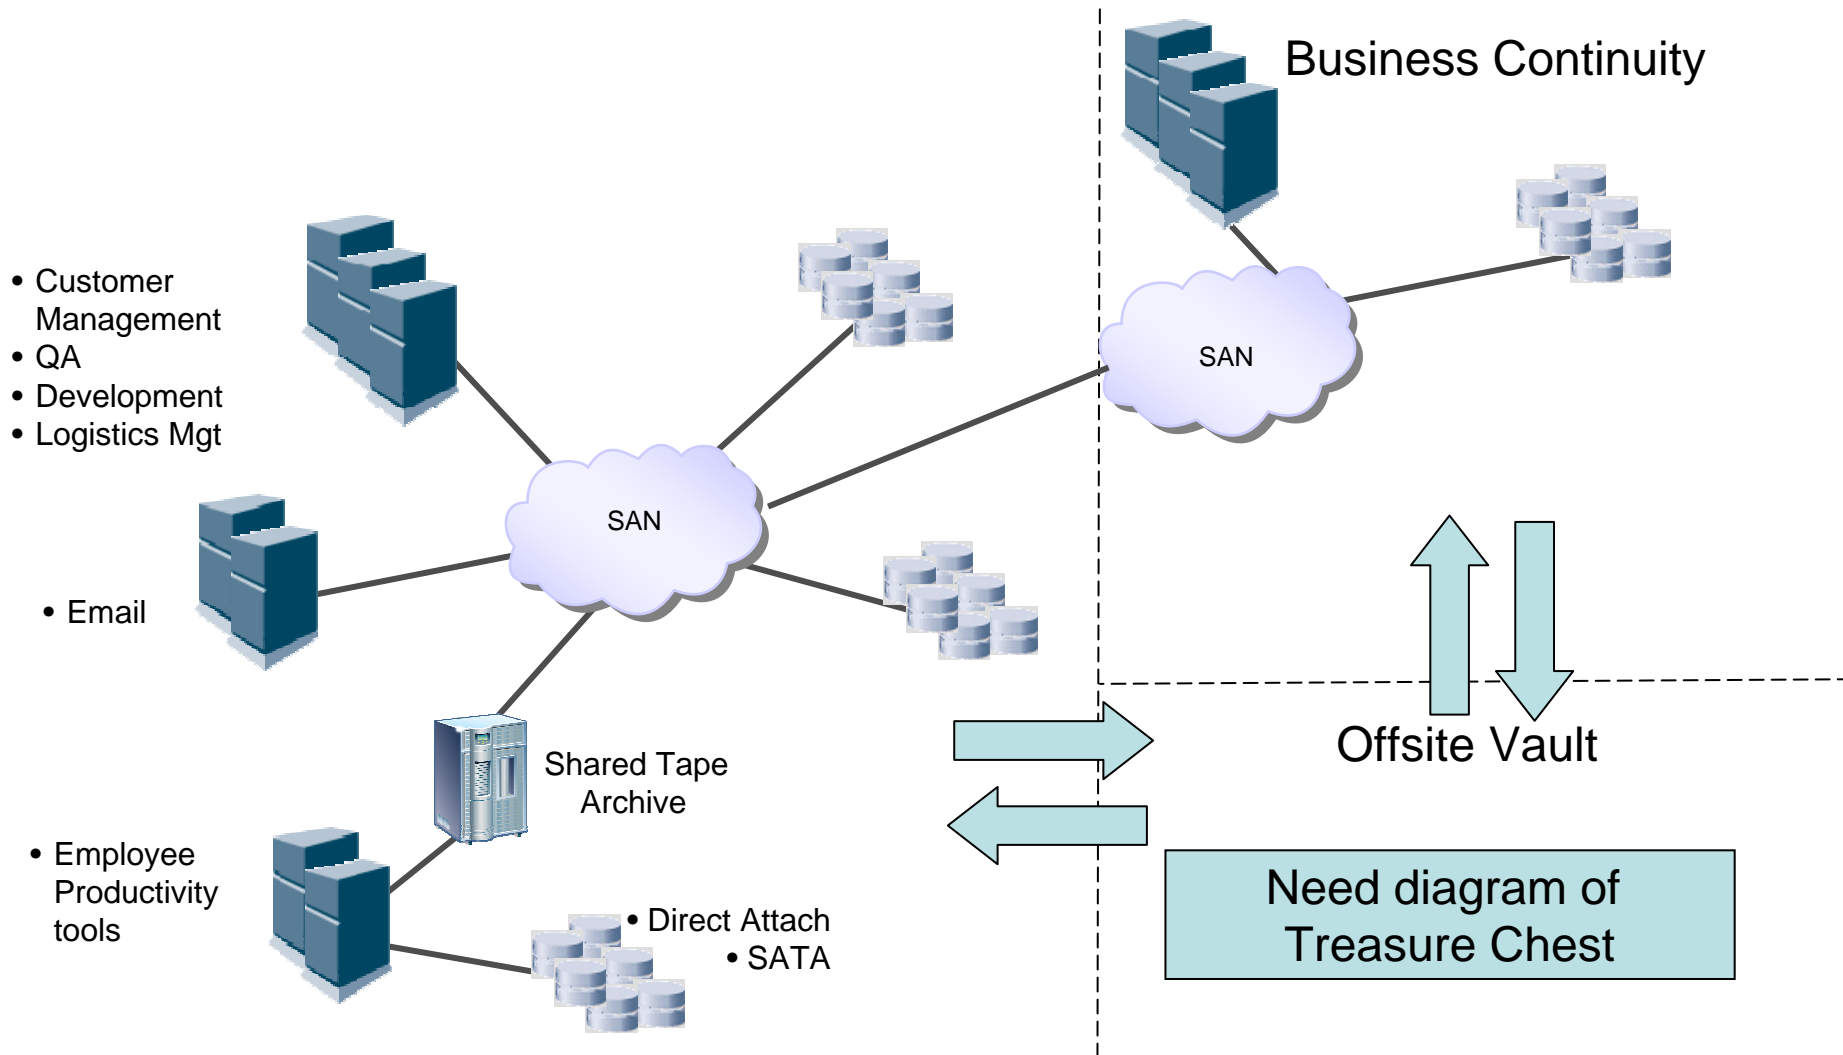 Business Continuity
• Customer
Management
• QA
• Development
• Logistics Mgt
SAN
SAN
• Email
Shared Tape
Archive
Offsite Vault
• Employee
Productivity
tools
• Direct Attach
• SATA
Need diagram of
Treasure Chest